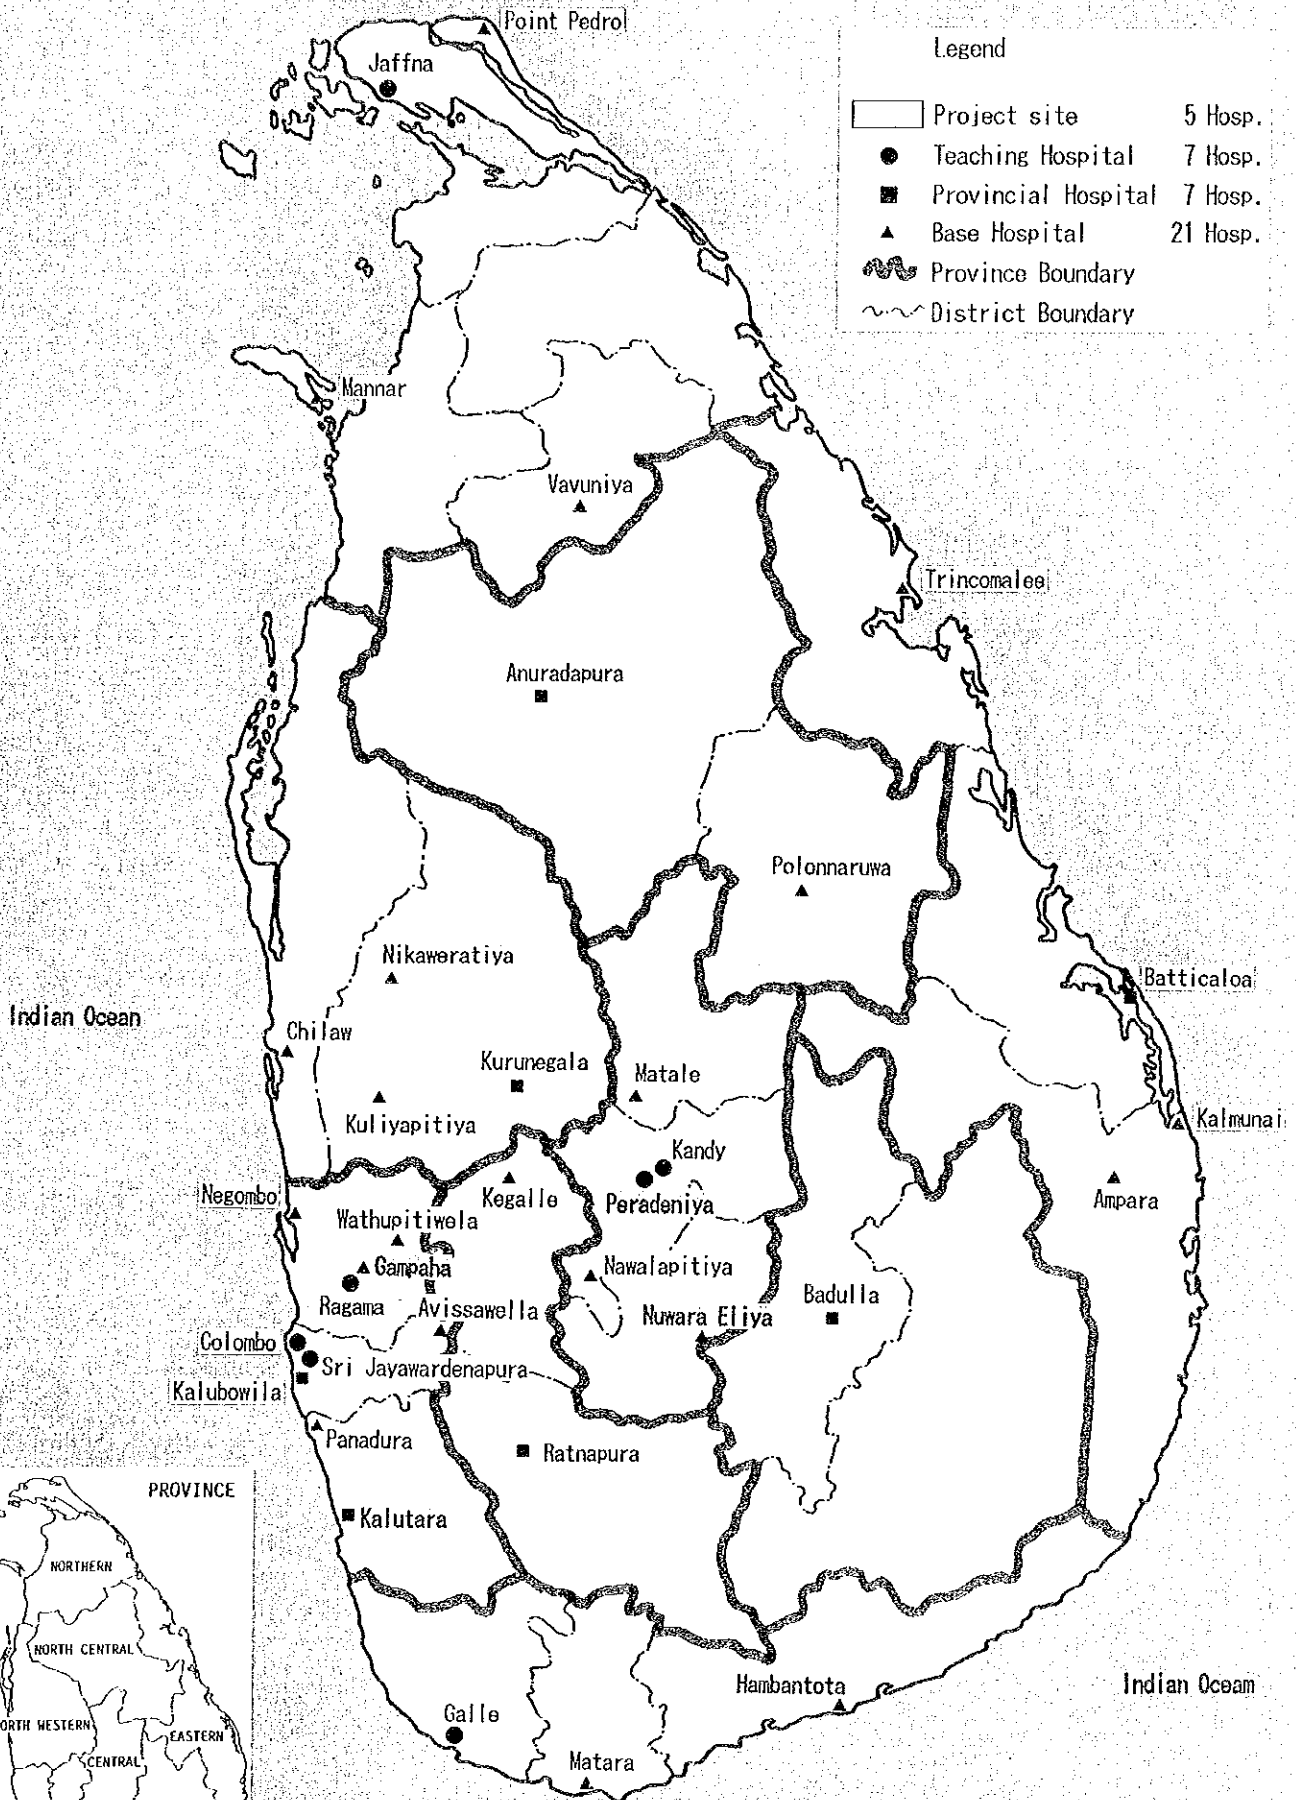 Point Pedrol
Jaffna
Legend
Project site 5 Hosp.
Teaching Hospital 7 Hosp.
Provincial Hospital 7 Hosp.
Base Hospital 21 Hosp.
Province Boundary
District Boundary
Mannar
Vavuniya
Trincomalee
Anuradapura
Polonnaruwa
Nikaweratiya
Batticaloa
Indian Ocean
Chilaw
Kurunegala
Matale
Kuliyapitiya
Kalmunai
Kandy
Negombo
Kegalle
Peradeniya
Ampara
Wathupitiwela
Gampaha
Nawalapitiya
Ragama
Avissawella
Nuwara Eliya
Badulla
Colombo
Sri Jayawardenapura
Kalubowila
Panadura
Ratnapura
PROVINCE
Kalutara
NORTHERN
NORTH CENTRAL
Hambantota
Indian Oceam
Galle
ORTH WESTERN
EASTERN
CENTRAL
Matara